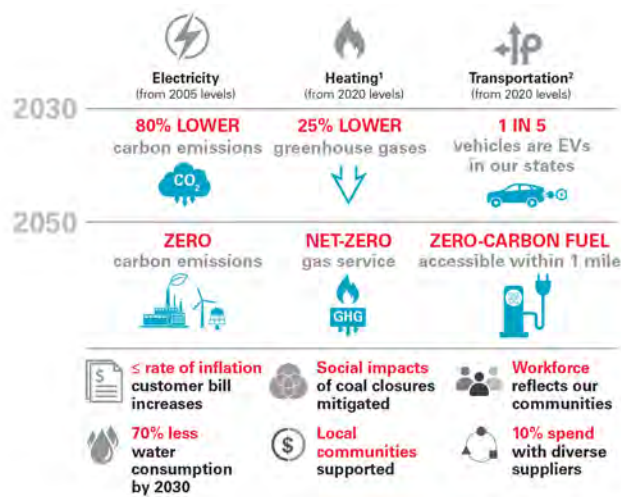 Electricity
(from 2005 levels)
Heating¹
(from 2020 levels)
Transportation²
(from 2020 levels)
2030
80% LOWER
carbon emissions
CO₂
25% LOWER
greenhouse gases
1 IN 5
vehicles are EVs
in our states
2050
ZERO
carbon emissions
NET-ZERO
gas service
GHG
ZERO-CARBON FUEL
accessible within 1 mile
$
≤ rate of inflation
customer bill
increases
Social impacts
of coal closures
mitigated
Workforce
reflects our
communities
70% less
water
consumption
by 2030
$
Local
communities
supported
10% spend
with diverse
suppliers